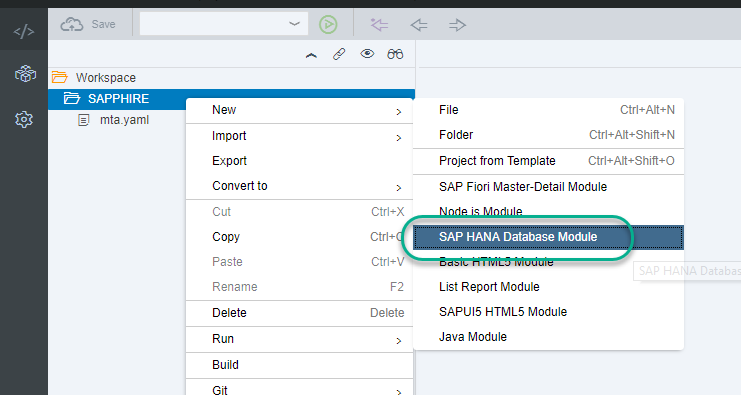 </>
Save
Workspace
SAPPHIRE
mta.yaml
New >
Import >
Export
Convert to >
Cut Ctrl+X
Copy Ctrl+C
Paste Ctrl+V
Rename F2
Delete Delete
Run >
Build
Git >
File Ctrl+Alt+N
Folder Ctrl+Alt+Shift+N
Project from Template Ctrl+Alt+Shift+O
SAP Fiori Master-Detail Module
Node.js Module
SAP HANA Database Module
Basic HTML5 Module
SAP HANA Databas
List Report Module
SAPUI5 HTML5 Module
Java Module